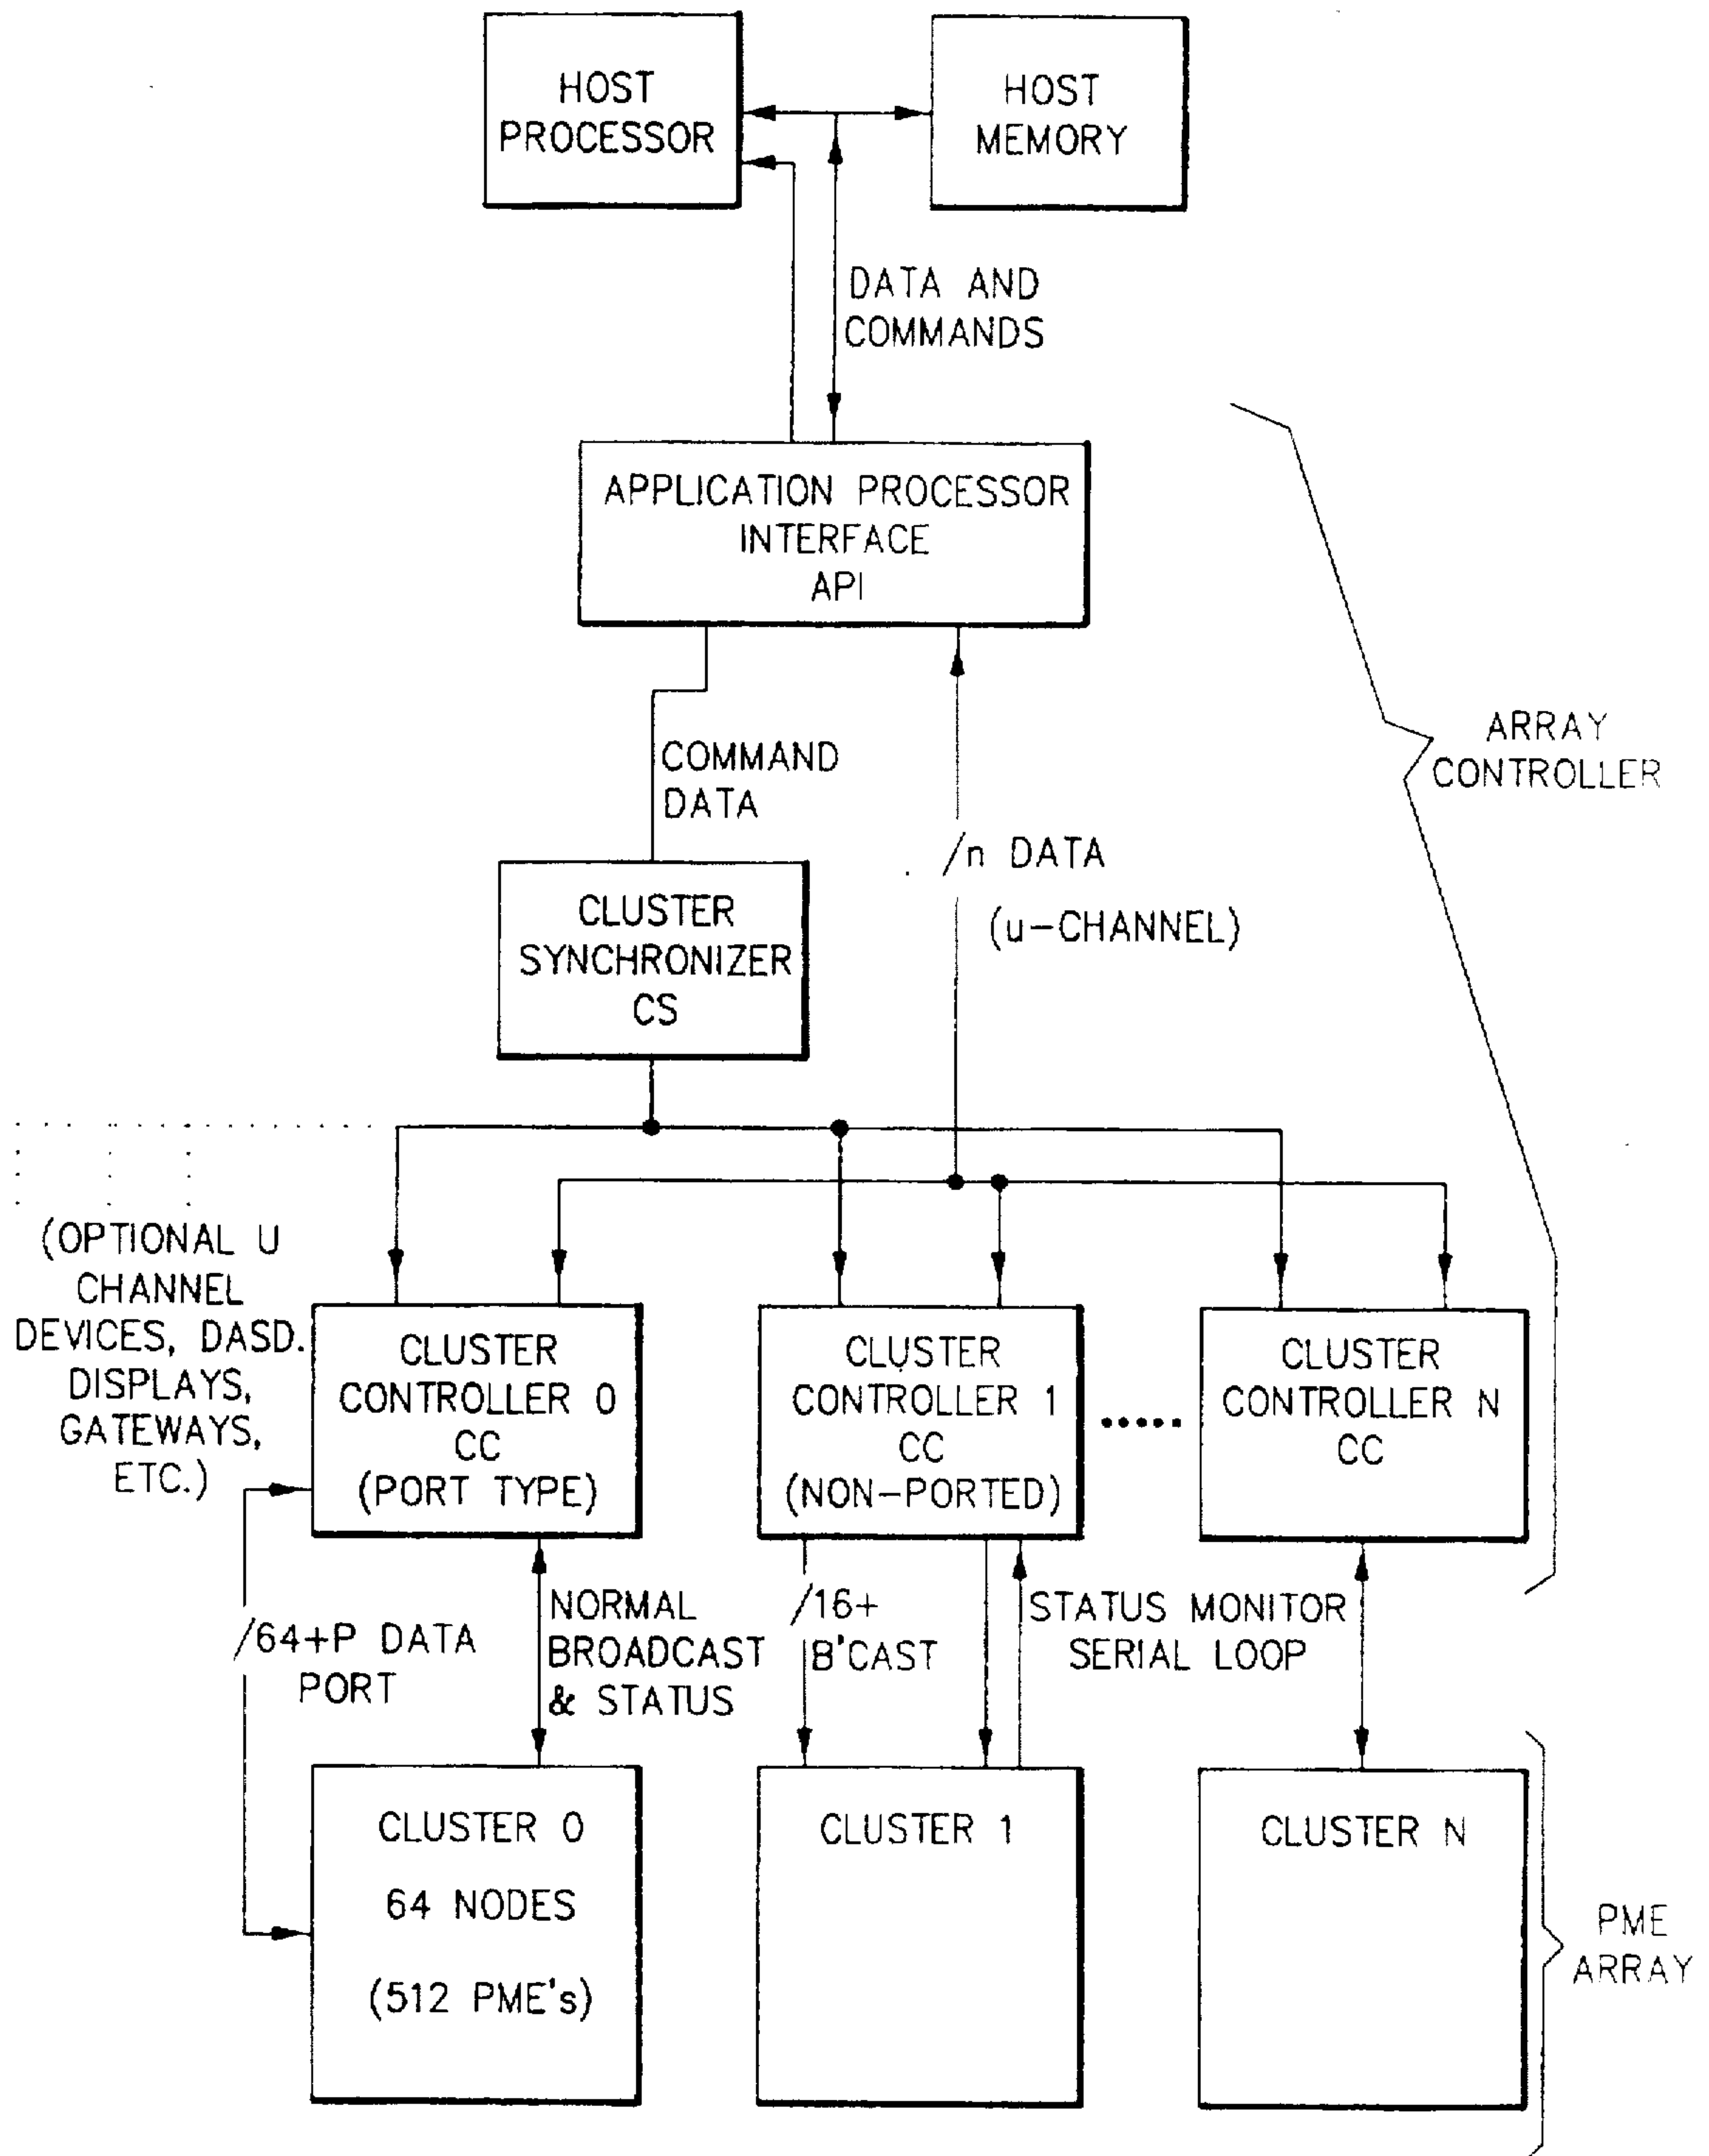 HOST
PROCESSOR
HOST
MEMORY
DATA AND
COMMANDS
APPLICATION PROCESSOR
INTERFACE
API
ARRAY
CONTROLLER
COMMAND
DATA
/n DATA
(u-CHANNEL)
CLUSTER
SYNCHRONIZER
CS
(OPTIONAL U
CHANNEL
DEVICES, DASD.
DISPLAYS,
GATEWAYS,
ETC.)
CLUSTER
CONTROLLER 0
CC
(PORT TYPE)
CLUSTER
CONTROLLER 1
CC
(NON-PORTED)
CLUSTER
CONTROLLER N
CC
/64+P DATA
PORT
NORMAL
BROADCAST
& STATUS
/16+
B'CAST
STATUS MONITOR
SERIAL LOOP
CLUSTER 0
64 NODES
(512 PME's)
CLUSTER 1
CLUSTER N
PME
ARRAY